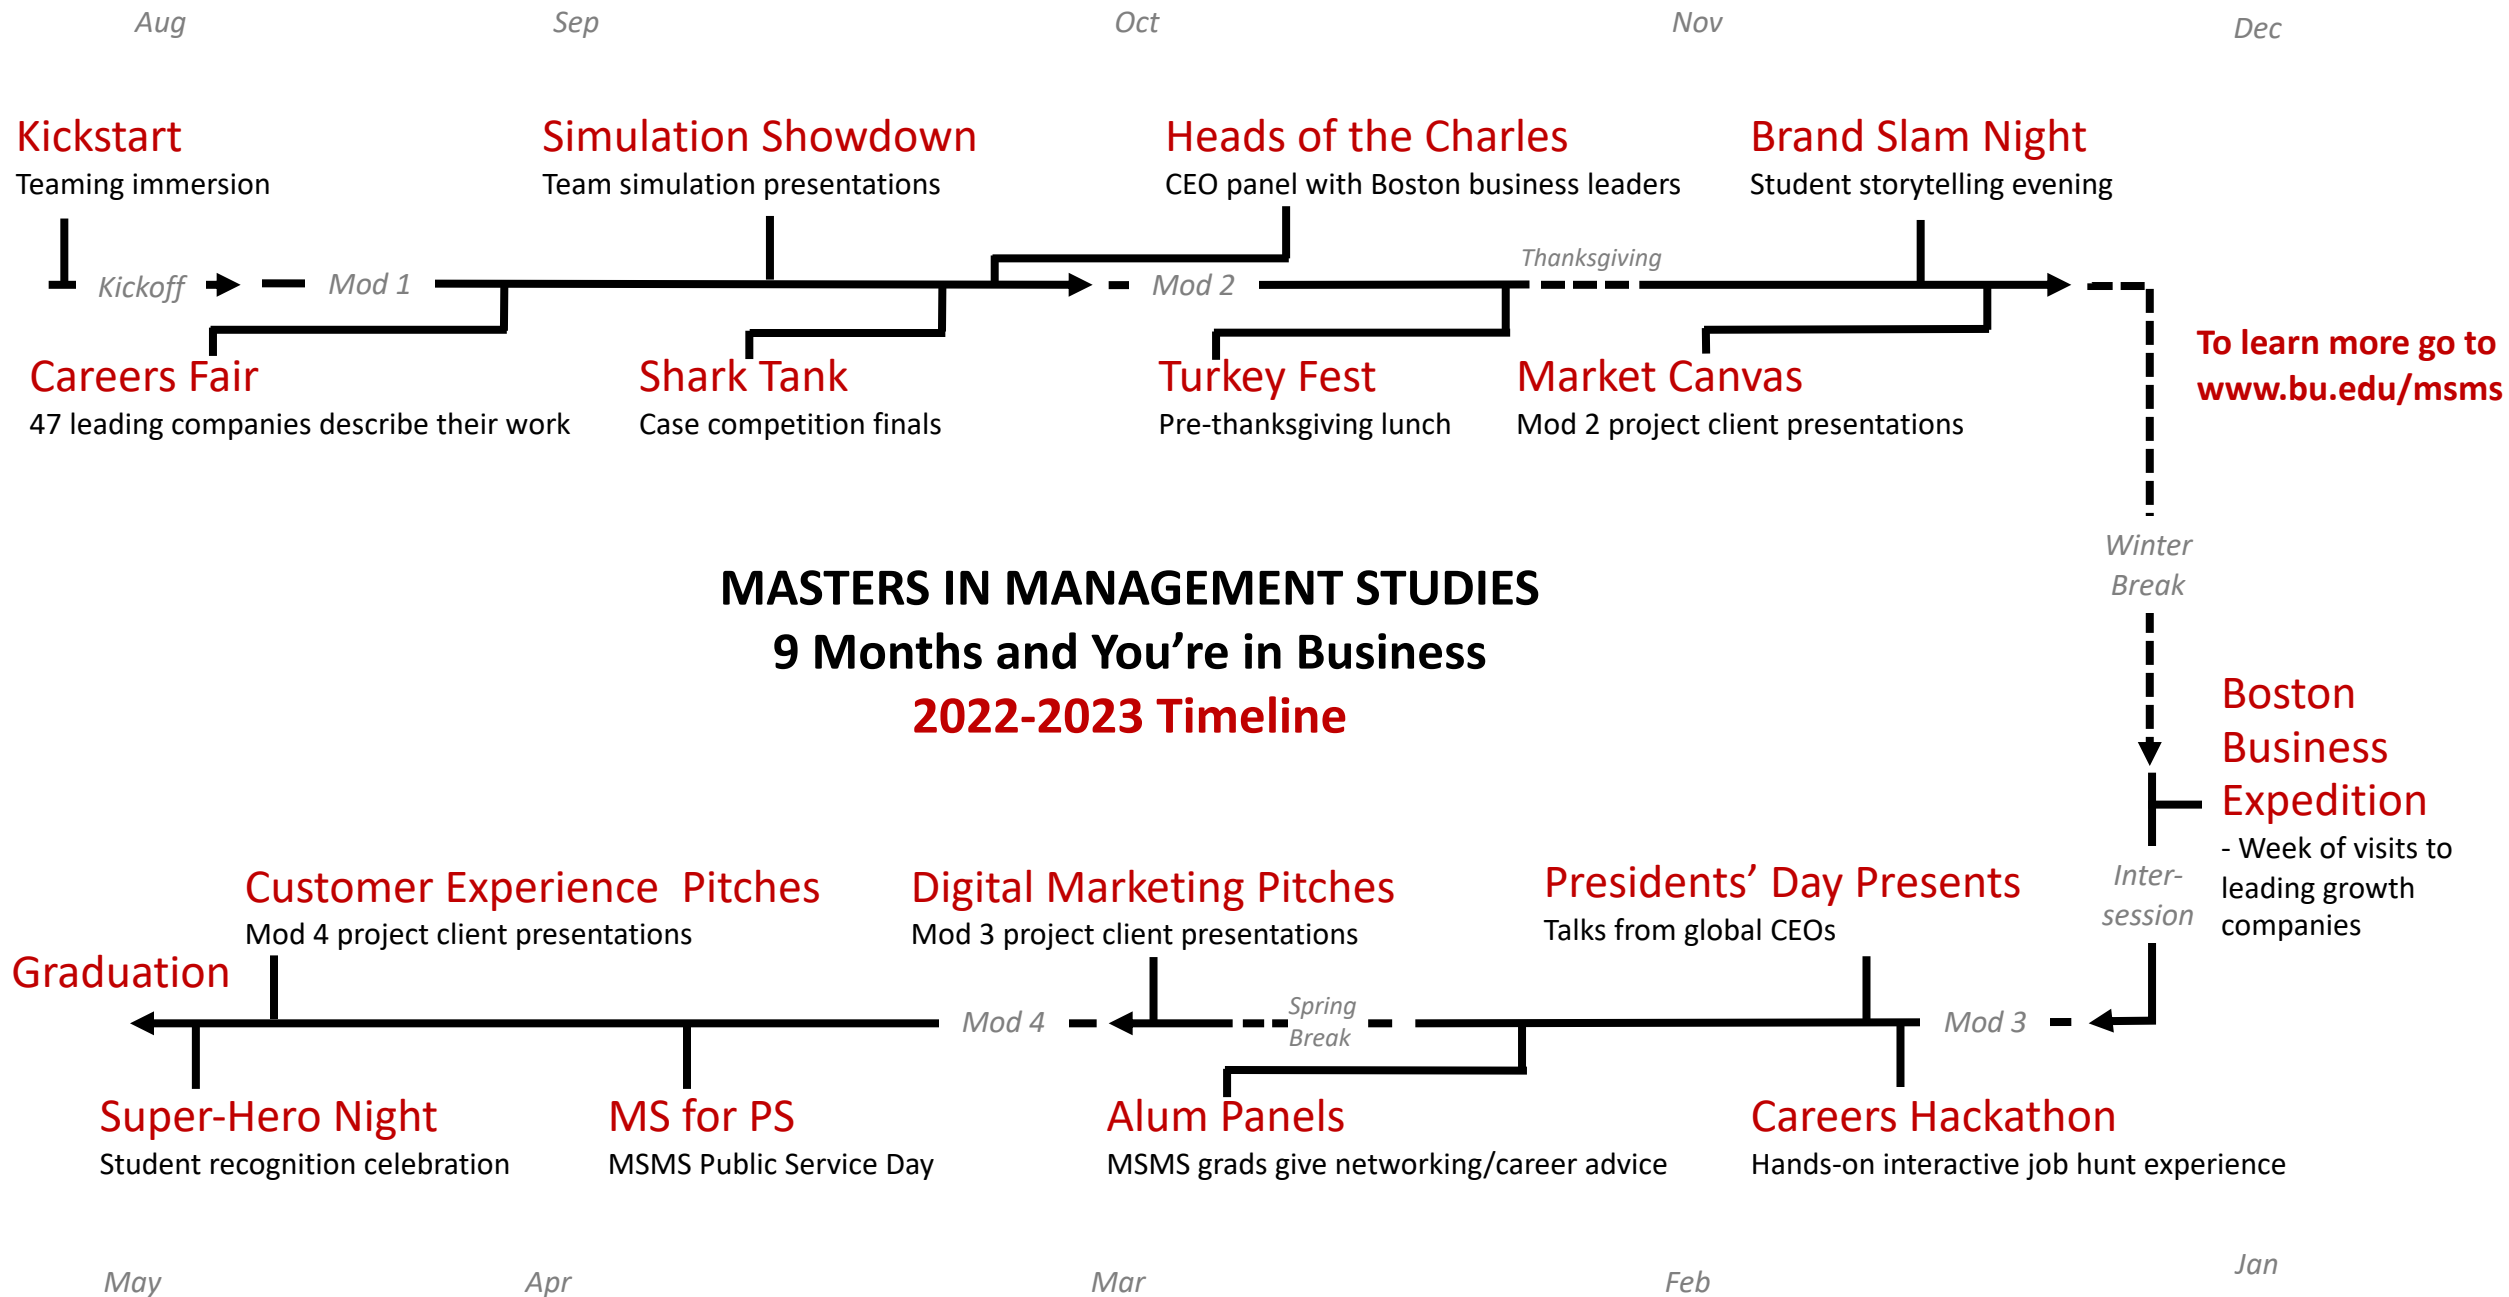 Aug
Sep
Oct
Nov
Dec
Kickstart
Teaming immersion
Simulation Showdown
Team simulation presentations
Heads of the Charles
CEO panel with Boston business leaders
Brand Slam Night
Student storytelling evening
Kickoff
Mod 1
Mod 2
Thanksgiving
Careers Fair
47 leading companies describe their work
Shark Tank
Case competition finals
Turkey Fest
Pre-thanksgiving lunch
Market Canvas
Mod 2 project client presentations
To learn more go to
www.bu.edu/msms
Winter
Break
MASTERS IN MANAGEMENT STUDIES
9 Months and You’re in Business
2022-2023 Timeline
Boston
Business
Expedition
- Week of visits to
leading growth
companies
Inter-
session
Customer Experience  Pitches
Mod 4 project client presentations
Digital Marketing Pitches
Mod 3 project client presentations
Presidents’ Day Presents
Talks from global CEOs
Graduation
Mod 4
Spring
Break
Mod 3
Super-Hero Night
Student recognition celebration
MS for PS
MSMS Public Service Day
Alum Panels
MSMS grads give networking/career advice
Careers Hackathon
Hands-on interactive job hunt experience
May
Apr
Mar
Feb
Jan